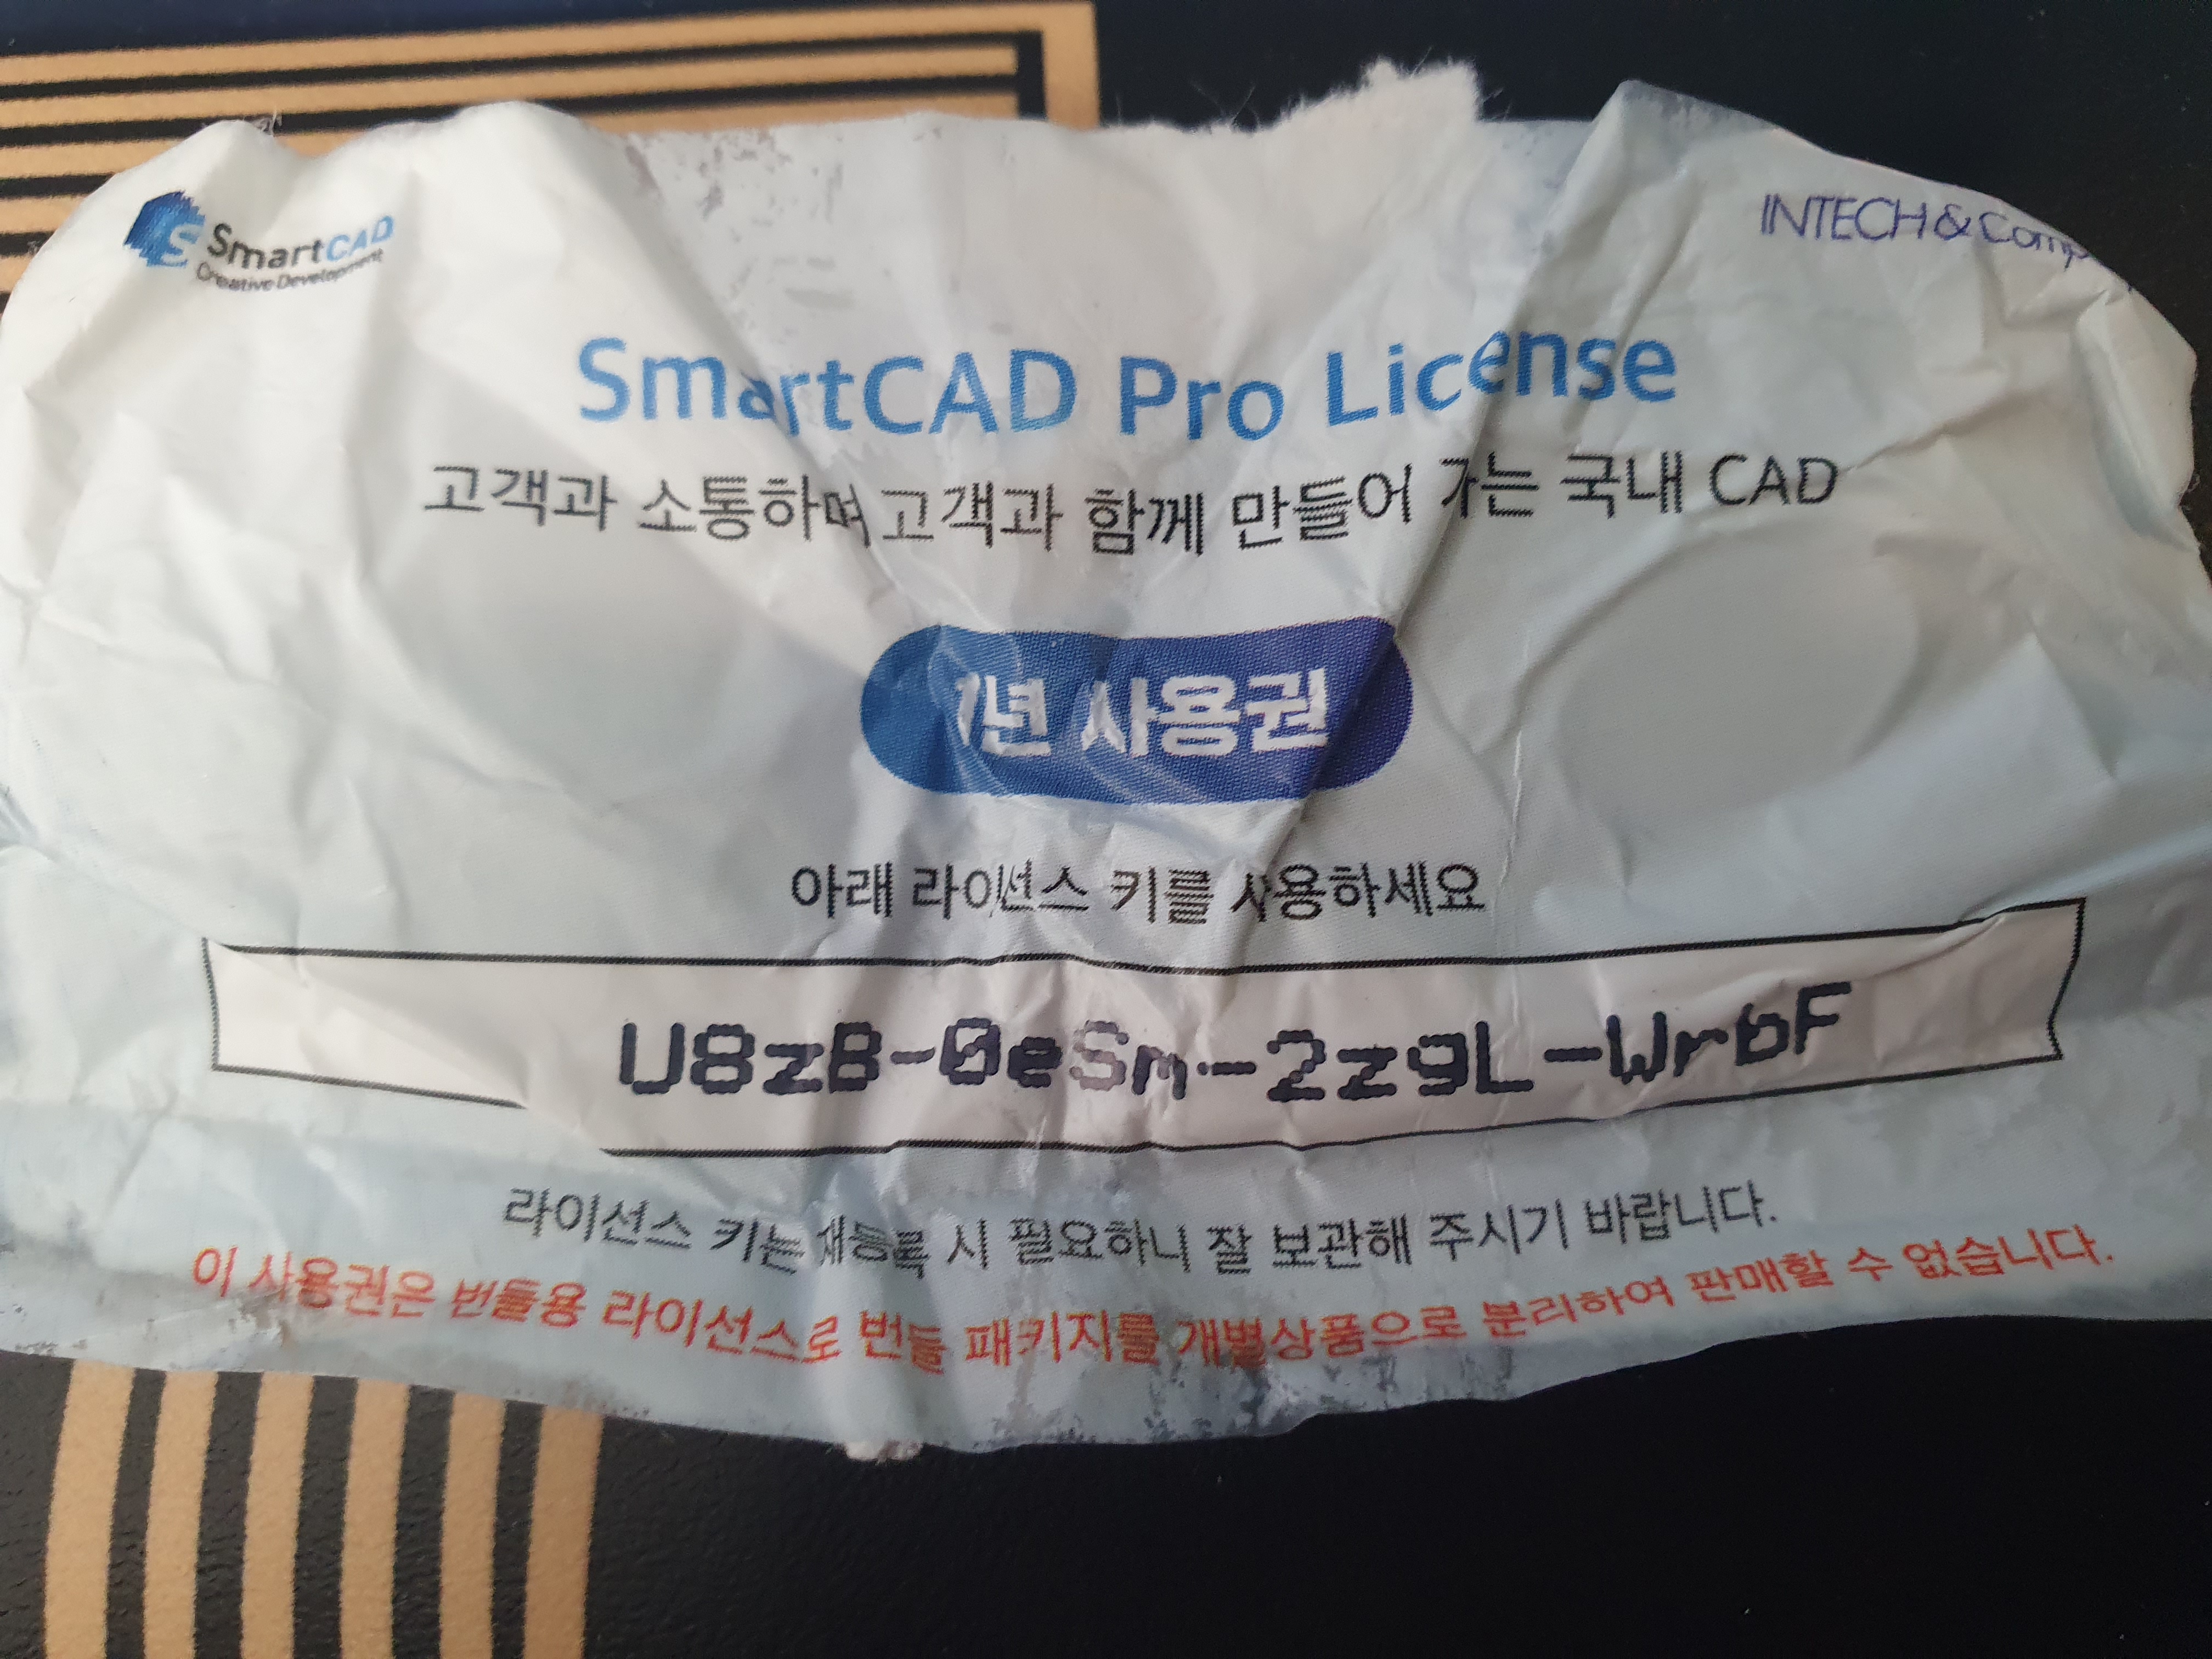 SmartCAD
INTECH & Comp
Creative Development
SmartCAD Pro License
고객과 소통하며 고객과 함께 만들어 가는 국내 CAD
1년 사용권
아래 라이선스 키를 사용하세요
U8zB-0eSm-2zgL-WrbF
라이선스 키는 재등록 시 필요하니 잘 보관해 주시기 바랍니다.
이 사용권은 번들용 라이선스로 번들 패키지를 개별상품으로 분리하여 판매할 수 없습니다.